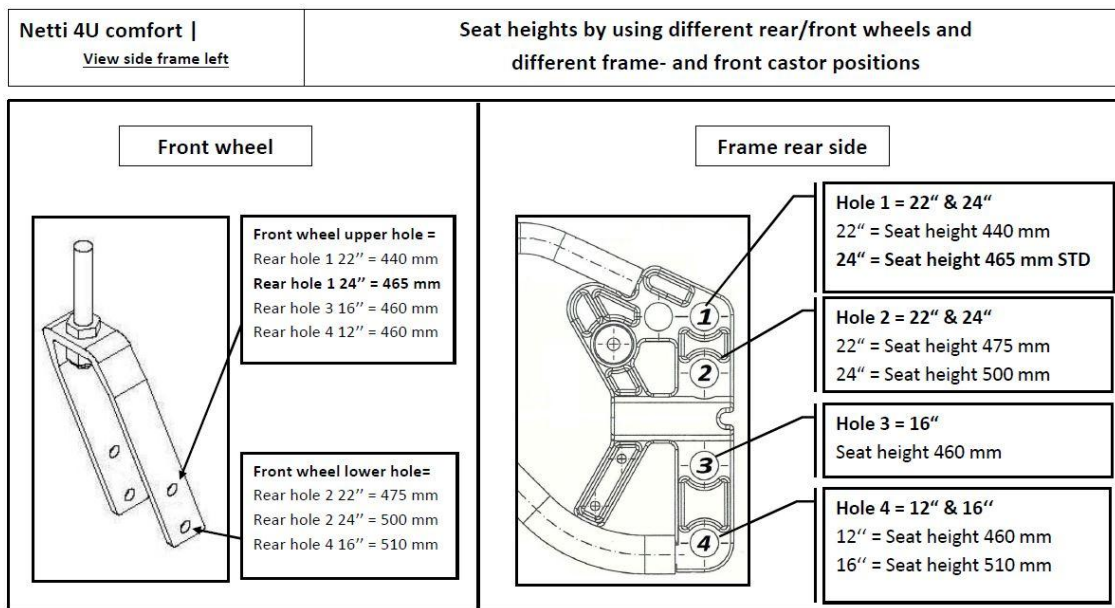 Netti 4U comfort |
View side frame left
Seat heights by using different rear/front wheels and
different frame- and front castor positions
Front wheel
Front wheel upper hole =
Rear hole 1 22’’ = 440 mm
Rear hole 1 24’’ = 465 mm
Rear hole 3 16’’ = 460 mm
Rear hole 4 12’’ = 460 mm
Front wheel lower hole=
Rear hole 2 22’’ = 475 mm
Rear hole 2 24’’ = 500 mm
Rear hole 4 16’’ = 510 mm
Frame rear side
1
2
3
4
Hole 1 = 22“ & 24“
22“ = Seat height 440 mm
24“ = Seat height 465 mm STD
Hole 2 = 22“ & 24“
22“ = Seat height 475 mm
24“ = Seat height 500 mm
Hole 3 = 16“
Seat height 460 mm
Hole 4 = 12“ & 16‘‘
12‘‘ = Seat height 460 mm
16‘‘ = Seat height 510 mm